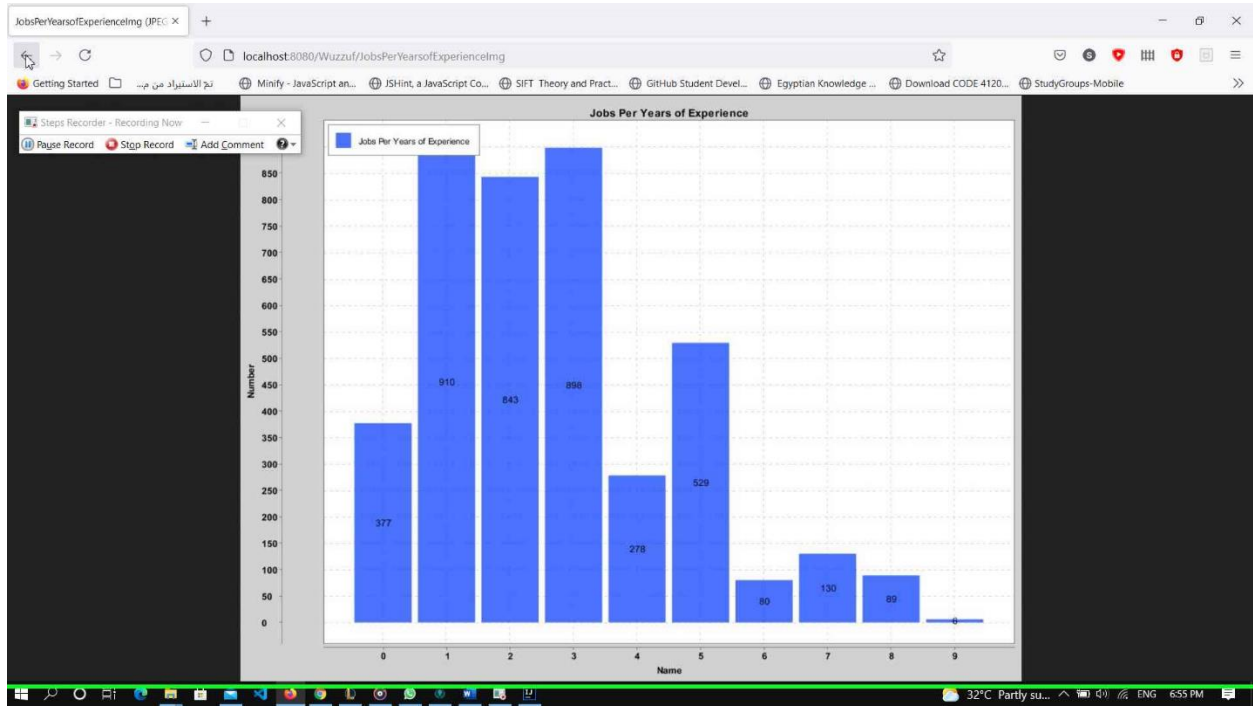 JobsPerYearsofExperienceImg (JPEG
localhost:8080/Wuzzuf/JobsPerYearsofExperienceImg
Getting Started تمّ الاستيراد من م... Minify - JavaScript an... JSHint, a JavaScript Co... SIFT Theory and Pract... GitHub Student Devel... Egyptian Knowledge ... Download CODE 4120... StudyGroups-Mobile
Jobs Per Years of Experience
Steps Recorder - Recording Now
Pause Record Stop Record Add Comment
Jobs Per Years of Experience
850
800
750
700
650
600
550
500
450
400
350
300
250
200
150
100
50
0
Number
377
910
843
898
278
529
80
130
89
0 1 2 3 4 5 6 7 8 9
Name
32°C Partly su... ENG 6:55 PM